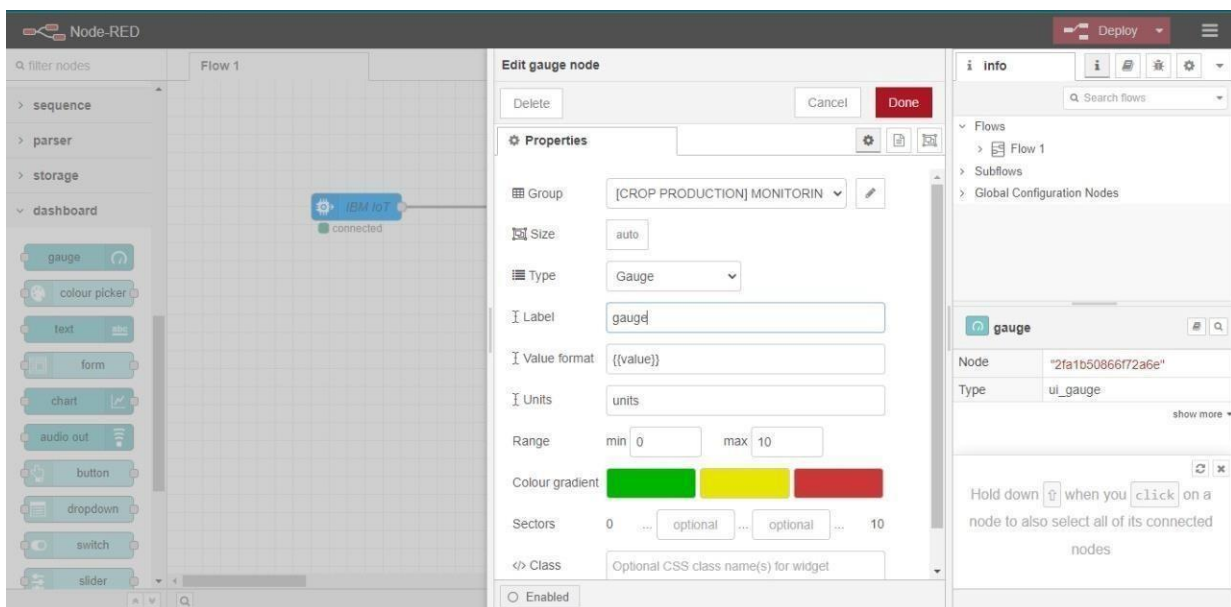 Node-RED
Deploy
filter nodes
sequence
parser
storage
dashboard
gauge
colour picker
text
abc
form
chart
audio out
button
dropdown
switch
slider
Flow 1
IBM IoT
connected
Edit gauge node
Delete
Cancel
Done
Properties
Group
[CROP PRODUCTION] MONITORIN
Size
auto
Type
Gauge
Label
gauge
Value format
{{value}}
Units
units
Range
min 0
max 10
Colour gradient
Sectors
0 ... optional ... optional ... 10
</> Class
Optional CSS class name(s) for widget
Enabled
i info
i
Search flows
Flows
Flow 1
Subflows
Global Configuration Nodes
gauge
Node
"2fa1b50866f72a6e"
Type
ui_gauge
show more
Hold down ⇧ when you click on a
node to also select all of its connected
nodes